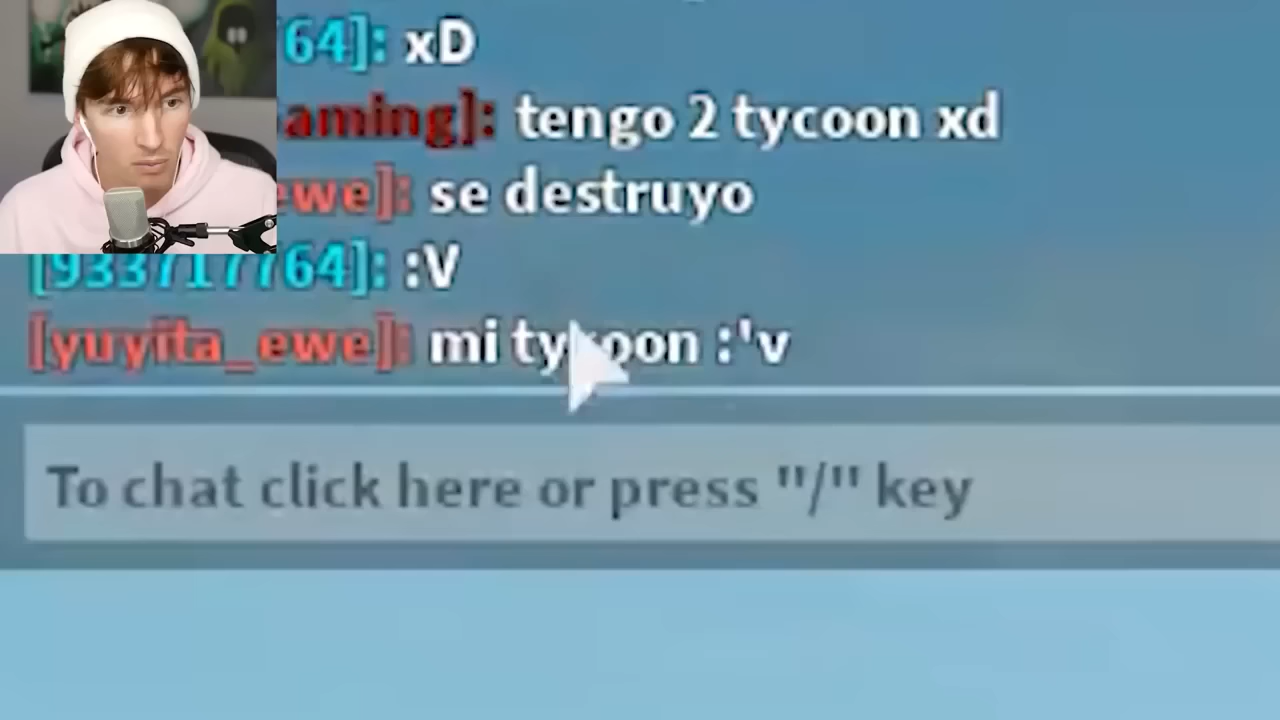 64]: xD
aming]: tengo 2 tycoon xd
ewe]: se destruyo
[933717764]: :V
[yuyita_ewe]: mi tycoon :'v
To chat click here or press "/" key